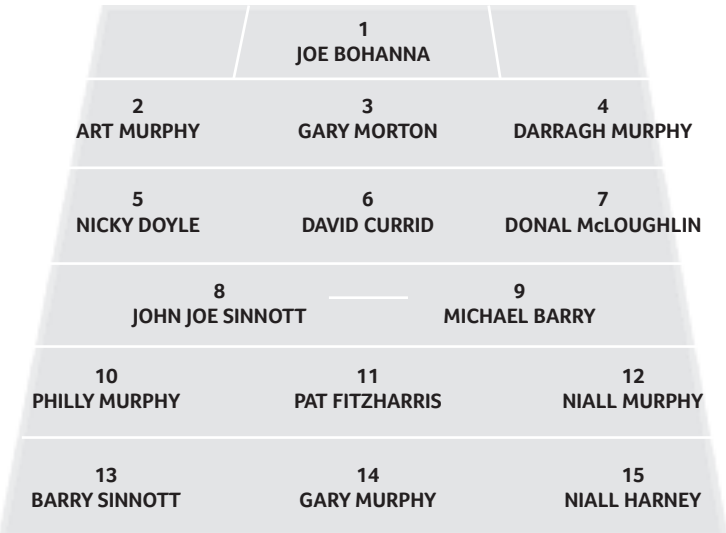 1
JOE BOHANNA
2
ART MURPHY
3
GARY MORTON
4
DARRAGH MURPHY
5
NICKY DOYLE
6
DAVID CURRID
7
DONAL McLOUGHLIN
8
JOHN JOE SINNOTT
9
MICHAEL BARRY
10
PHILLY MURPHY
11
PAT FITZHARRIS
12
NIALL MURPHY
13
BARRY SINNOTT
14
GARY MURPHY
15
NIALL HARNEY